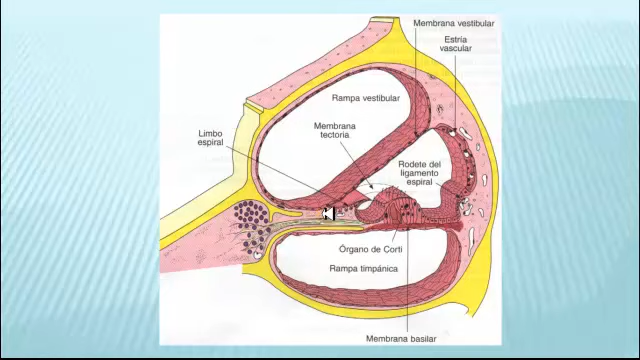 Membrana vestibular
Estría
vascular
Rampa vestibular
Limbo
espiral
Membrana
tectoria
Rodete del
ligamento
espiral
Órgano de Corti
Rampa timpánica
Membrana basilar